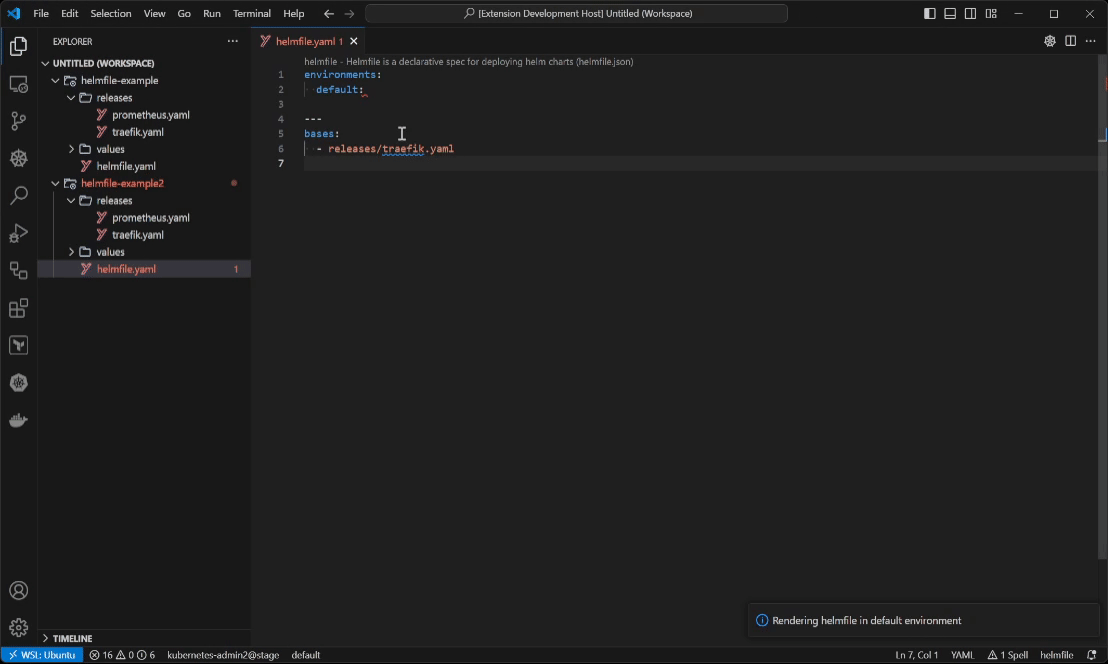 File Edit Selection View Go Run Terminal Help [Extension Development Host] Untitled (Workspace)
EXPLORER
helmfile.yaml 1
UNTITLED (WORKSPACE)
helmfile-example
releases
prometheus.yaml
traefik.yaml
values
helmfile.yaml
helmfile-example2
releases
prometheus.yaml
traefik.yaml
values
helmfile.yaml 1
TIMELINE
helmfile - Helmfile is a declarative spec for deploying helm charts (helmfile.json)
1 environments:
2 default:
3
4 ---
5 bases:
6 - releases/traefik.yaml
7
Rendering helmfile in default environment
WSL: Ubuntu 16 0 6 kubernetes-admin2@stage default Ln 7, Col 1 YAML 1 Spell helmfile